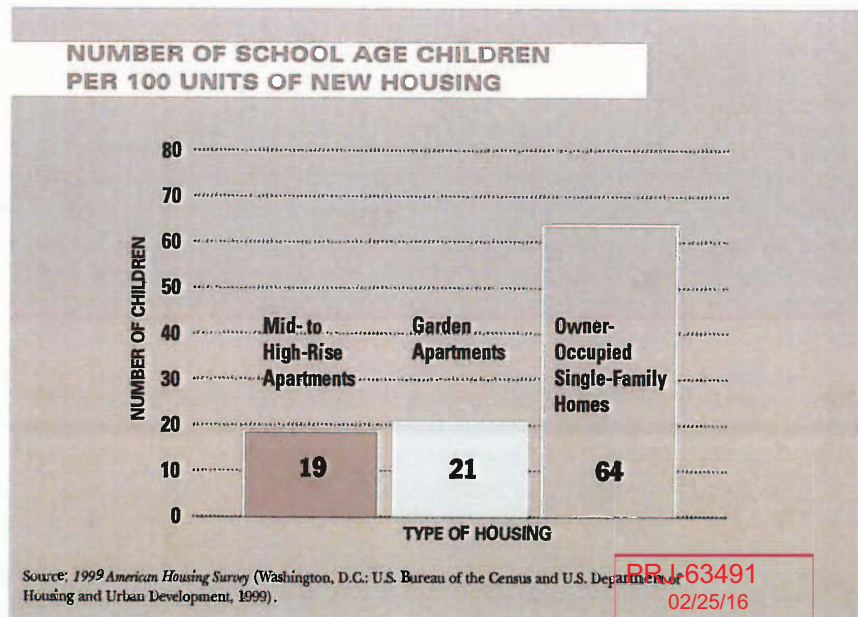 NUMBER OF SCHOOL AGE CHILDREN
PER 100 UNITS OF NEW HOUSING
NUMBER OF CHILDREN
80
70
60
50
40
30
20
10
0
Mid- to
High-Rise
Apartments
19
Garden
Apartments
21
Owner-
Occupied
Single-Family
Homes
64
TYPE OF HOUSING
Source: 1999 American Housing Survey (Washington, D.C.: U.S. Bureau of the Census and U.S. Department of
Housing and Urban Development, 1999).
PRJ-63491
02/25/16